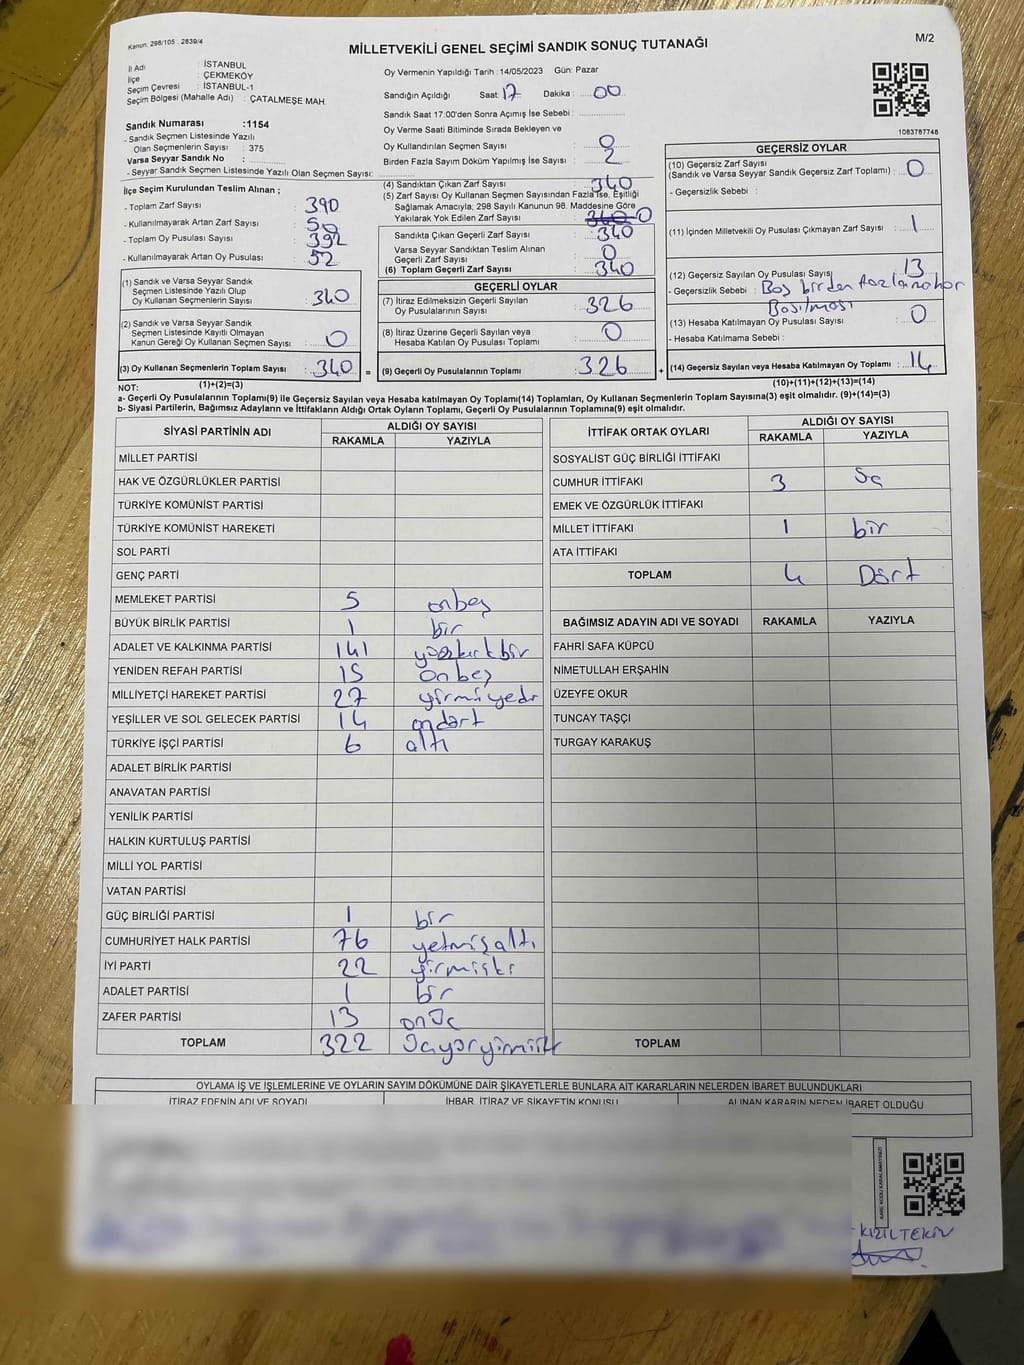 Kanun: 298/105 , 2839/4
M/2
MİLLETVEKİLİ GENEL SEÇİMİ SANDIK SONUÇ TUTANAĞI
İl Adı : İSTANBUL
İlçe : ÇEKMEKÖY
Seçim Çevresi : İSTANBUL-1
Seçim Bölgesi (Mahalle Adı) : ÇATALMEŞE MAH.
Sandık Numarası :1154
- Sandık Seçmen Listesinde Yazılı
Olan Seçmenlerin Sayısı : 375
Varsa Seyyar Sandık No :
- Seyyar Sandık Seçmen Listesinde Yazılı Olan Seçmen Sayısı:
Oy Vermenin Yapıldığı Tarih : 14/05/2023 Gün: Pazar
Sandığın Açıldığı Saat: 17 Dakika : 00
Sandık Saat 17:00'den Sonra Açımış İse Sebebi :
Oy Verme Saati Bitiminde Sırada Bekleyen ve
Oy Kullandırılan Seçmen Sayısı : 0
Birden Fazla Sayım Döküm Yapılmış İse Sayısı : 2
1083787748
İlçe Seçim Kurulundan Teslim Alınan ;
- Toplam Zarf Sayısı : 390
- Kullanılmayarak Artan Zarf Sayısı : 50
- Toplam Oy Pusulası Sayısı : 392
- Kullanılmayarak Artan Oy Pusulası : 52
(1) Sandık ve Varsa Seyyar Sandık
Seçmen Listesinde Yazılı Olup
Oy Kullanan Seçmenlerin Sayısı : 340
(2) Sandık ve Varsa Seyyar Sandık
Seçmen Listesinde Kayıtlı Olmayan
Kanun Gereği Oy Kullanan Seçmen Sayısı : 0
(3) Oy Kullanan Seçmenlerin Toplam Sayısı : 340 =
(4) Sandıktan Çıkan Zarf Sayısı : 340
(5) Zarf Sayısı Oy Kullanan Seçmen Sayısından Fazla İse, Eşitliği
Sağlamak Amacıyla; 298 Sayılı Kanunun 98. Maddesine Göre
Yakılarak Yok Edilen Zarf Sayısı : 340 0
Sandıkta Çıkan Geçerli Zarf Sayısı : 340
Varsa Seyyar Sandıktan Teslim Alınan
Geçerli Zarf Sayısı : 0
(6) Toplam Geçerli Zarf Sayısı : 340
GEÇERLİ OYLAR
(7) İtiraz Edilmeksizin Geçerli Sayılan
Oy Pusulalarının Sayısı : 326
(8) İtiraz Üzerine Geçerli Sayılan veya
Hesaba Katılan Oy Pusulası Toplamı : 0
(9) Geçerli Oy Pusulalarının Toplamı : 326 +
GEÇERSİZ OYLAR
(10) Geçersiz Zarf Sayısı
(Sandık ve Varsa Seyyar Sandık Geçersiz Zarf Toplamı) : 0
- Geçersizlik Sebebi :
(11) İçinden Milletvekili Oy Pusulası Çıkmayan Zarf Sayısı : 1
(12) Geçersiz Sayılan Oy Pusulası Sayısı : 13
- Geçersizlik Sebebi : Boş birden fazla mühür
Basılması
(13) Hesaba Katılmayan Oy Pusulası Sayısı : 0
- Hesaba Katılmama Sebebi :
(14) Geçersiz Sayılan veya Hesaba Katılmayan Oy Toplamı : 14
NOT: (1)+(2)=(3)
(10)+(11)+(12)+(13)=(14)
a- Geçerli Oy Pusulalarının Toplamı(9) ile Geçersiz Sayılan veya Hesaba katılmayan Oy Toplamı(14) Toplamları, Oy Kullanan Seçmenlerin Toplam Sayısına(3) eşit olmalıdır. (9)+(14)=(3)
b- Siyasi Partilerin, Bağımsız Adayların ve İttifakların Aldığı Ortak Oyların Toplamı, Geçerli Oy Pusulalarının Toplamına(9) eşit olmalıdır.
SİYASİ PARTİNİN ADI
ALDIĞI OY SAYISI
RAKAMLA YAZIYLA
MİLLET PARTİSİ
HAK VE ÖZGÜRLÜKLER PARTİSİ
TÜRKİYE KOMÜNİST PARTİSİ
TÜRKİYE KOMÜNİST HAREKETİ
SOL PARTİ
GENÇ PARTİ
MEMLEKET PARTİSİ 5 onbeş
BÜYÜK BİRLİK PARTİSİ 1 bir
ADALET VE KALKINMA PARTİSİ 141 yüzkırkbir
YENİDEN REFAH PARTİSİ 15 onbeş
MİLLİYETÇİ HAREKET PARTİSİ 27 yirmiyedi
YEŞİLLER VE SOL GELECEK PARTİSİ 14 ondört
TÜRKİYE İŞÇİ PARTİSİ 6 altı
ADALET BİRLİK PARTİSİ
ANAVATAN PARTİSİ
YENİLİK PARTİSİ
HALKIN KURTULUŞ PARTİSİ
MİLLİ YOL PARTİSİ
VATAN PARTİSİ
GÜÇ BİRLİĞİ PARTİSİ 1 bir
CUMHURİYET HALK PARTİSİ 76 yetmişaltı
İYİ PARTİ 22 yirmiiki
ADALET PARTİSİ 1 bir
ZAFER PARTİSİ 13 onüç
TOPLAM 322
İTTİFAK ORTAK OYLARI
ALDIĞI OY SAYISI
RAKAMLA YAZIYLA
SOSYALİST GÜÇ BİRLİĞİ İTTİFAKI
CUMHUR İTTİFAKI 3 üç
EMEK VE ÖZGÜRLÜK İTTİFAKI
MİLLET İTTİFAKI 1 bir
ATA İTTİFAKI
TOPLAM 4 Dört
BAĞIMSIZ ADAYIN ADI VE SOYADI RAKAMLA YAZIYLA
FAHRİ SAFA KÜPCÜ
NİMETULLAH ERŞAHİN
ÜZEYFE OKUR
TUNCAY TAŞÇI
TURGAY KARAKUŞ
TOPLAM
OYLAMA İŞ VE İŞLEMLERİNE VE OYLARIN SAYIM DÖKÜMÜNE DAİR ŞİKAYETLERLE BUNLARA AİT KARARLARIN NELERDEN İBARET BULUNDUKLARI
İTİRAZ EDENİN ADI VE SOYADI İHBAR, İTİRAZ VE ŞİKAYETİN KONUSU ALINAN KARARIN NEDEN İBARET OLDUĞU
KARE KODU KARALAMAYINIZ!
KIZILTEKİN